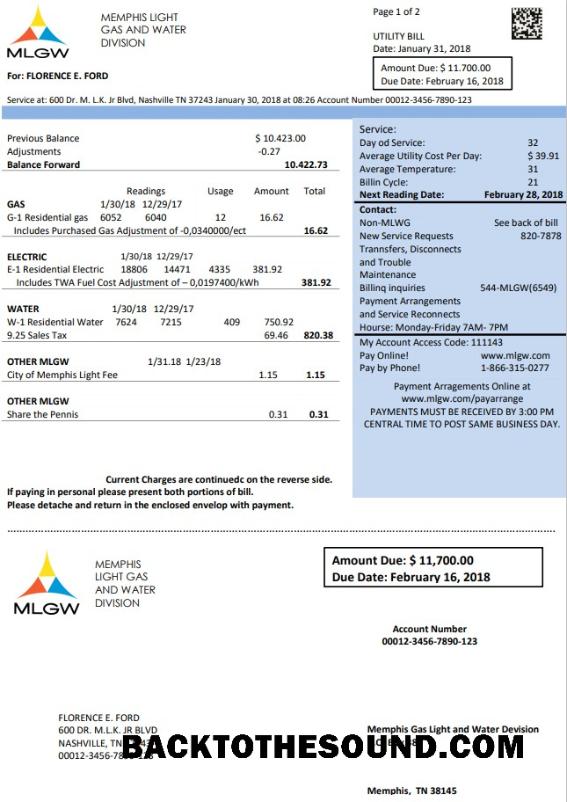 MLGW
MEMPHIS LIGHT
GAS AND WATER
DIVISION
Page 1 of 2
UTILITY BILL
Date: January 31, 2018
Amount Due: $ 11.700.00
Due Date: February 16, 2018
For: FLORENCE E. FORD
Service at: 600 Dr. M. L.K. Jr Blvd, Nashville TN 37243 January 30, 2018 at 08:26 Account Number 00012-3456-7890-123
Previous Balance $ 10.423.00
Adjustments -0.27
Balance Forward 10.422.73
Readings Usage Amount Total
GAS 1/30/18 12/29/17
G-1 Residential gas 6052 6040 12 16.62
Includes Purchased Gas Adjustment of -0,0340000/ect 16.62
ELECTRIC 1/30/18 12/29/17
E-1 Residential Electric 18806 14471 4335 381.92
Includes TWA Fuel Cost Adjustment of – 0,0197400/kWh 381.92
WATER 1/30/18 12/29/17
W-1 Residential Water 7624 7215 409 750.92
9.25 Sales Tax 69.46 820.38
OTHER MLGW 1/31.18 1/23/18
City of Memphis Light Fee 1.15 1.15
OTHER MLGW
Share the Pennis 0.31 0.31
Current Charges are continuedc on the reverse side.
If paying in personal please present both portions of bill.
Please detache and return in the enclosed envelop with payment.
Service:
Day od Service: 32
Average Utility Cost Per Day: $ 39.91
Average Temperature: 31
Billin Cycle: 21
Next Reading Date: February 28, 2018
Contact:
Non-MLWG See back of bill
New Service Requests 820-7878
Transfers, Disconnects
and Trouble
Maintenance
Billinq inquiries 544-MLGW(6549)
Payment Arrangements
and Service Reconnects
Hourse: Monday-Friday 7AM- 7PM
My Account Access Code: 111143
Pay Online! www.mlgw.com
Pay by Phone! 1-866-315-0277
Payment Arragements Online at
www.mlgw.com/payarrange
PAYMENTS MUST BE RECEIVED BY 3:00 PM
CENTRAL TIME TO POST SAME BUSINESS DAY.
MLGW
MEMPHIS
LIGHT GAS
AND WATER
DIVISION
Amount Due: $ 11,700.00
Due Date: February 16, 2018
Account Number
00012-3456-7890-123
FLORENCE E. FORD
600 DR. M.L.K. JR BLVD
NASHVILLE,
Memphis Gas Light and Water Division
BACKTOTHESOUND.COM
Memphis, TN 38145